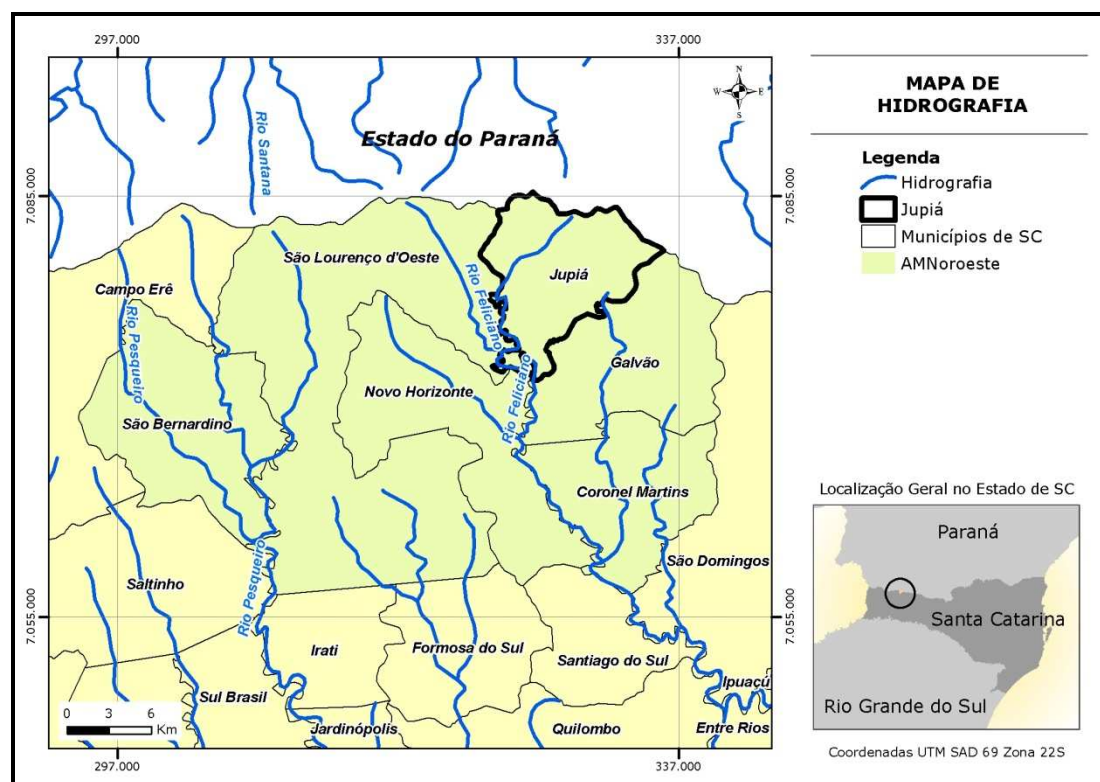 297.000
337.000
N
W E
S
MAPA DE
HIDROGRAFIA
Estado do Paraná
Rio Santana
Legenda
Hidrografia
Jupiá
Municípios de SC
AMNoroeste
7.085.000
7.085.000
São Lourenço d'Oeste
Jupiá
Campo Erê
Rio Pesqueiro
Rio Feliciano
Galvão
Novo Horizonte
Rio Feliciano
São Bernardino
Coronel Martins
Localização Geral no Estado de SC
Paraná
Santa Catarina
Rio Grande do Sul
São Domingos
Saltinho
Rio Pesqueiro
7.055.000
7.055.000
Irati
Formosa do Sul
Santiago do Sul
Ipuaçú
Sul Brasil
0 3 6
Km
Jardinópolis
Quilombo
Entre Rios
Coordenadas UTM SAD 69 Zona 22S
297.000
337.000